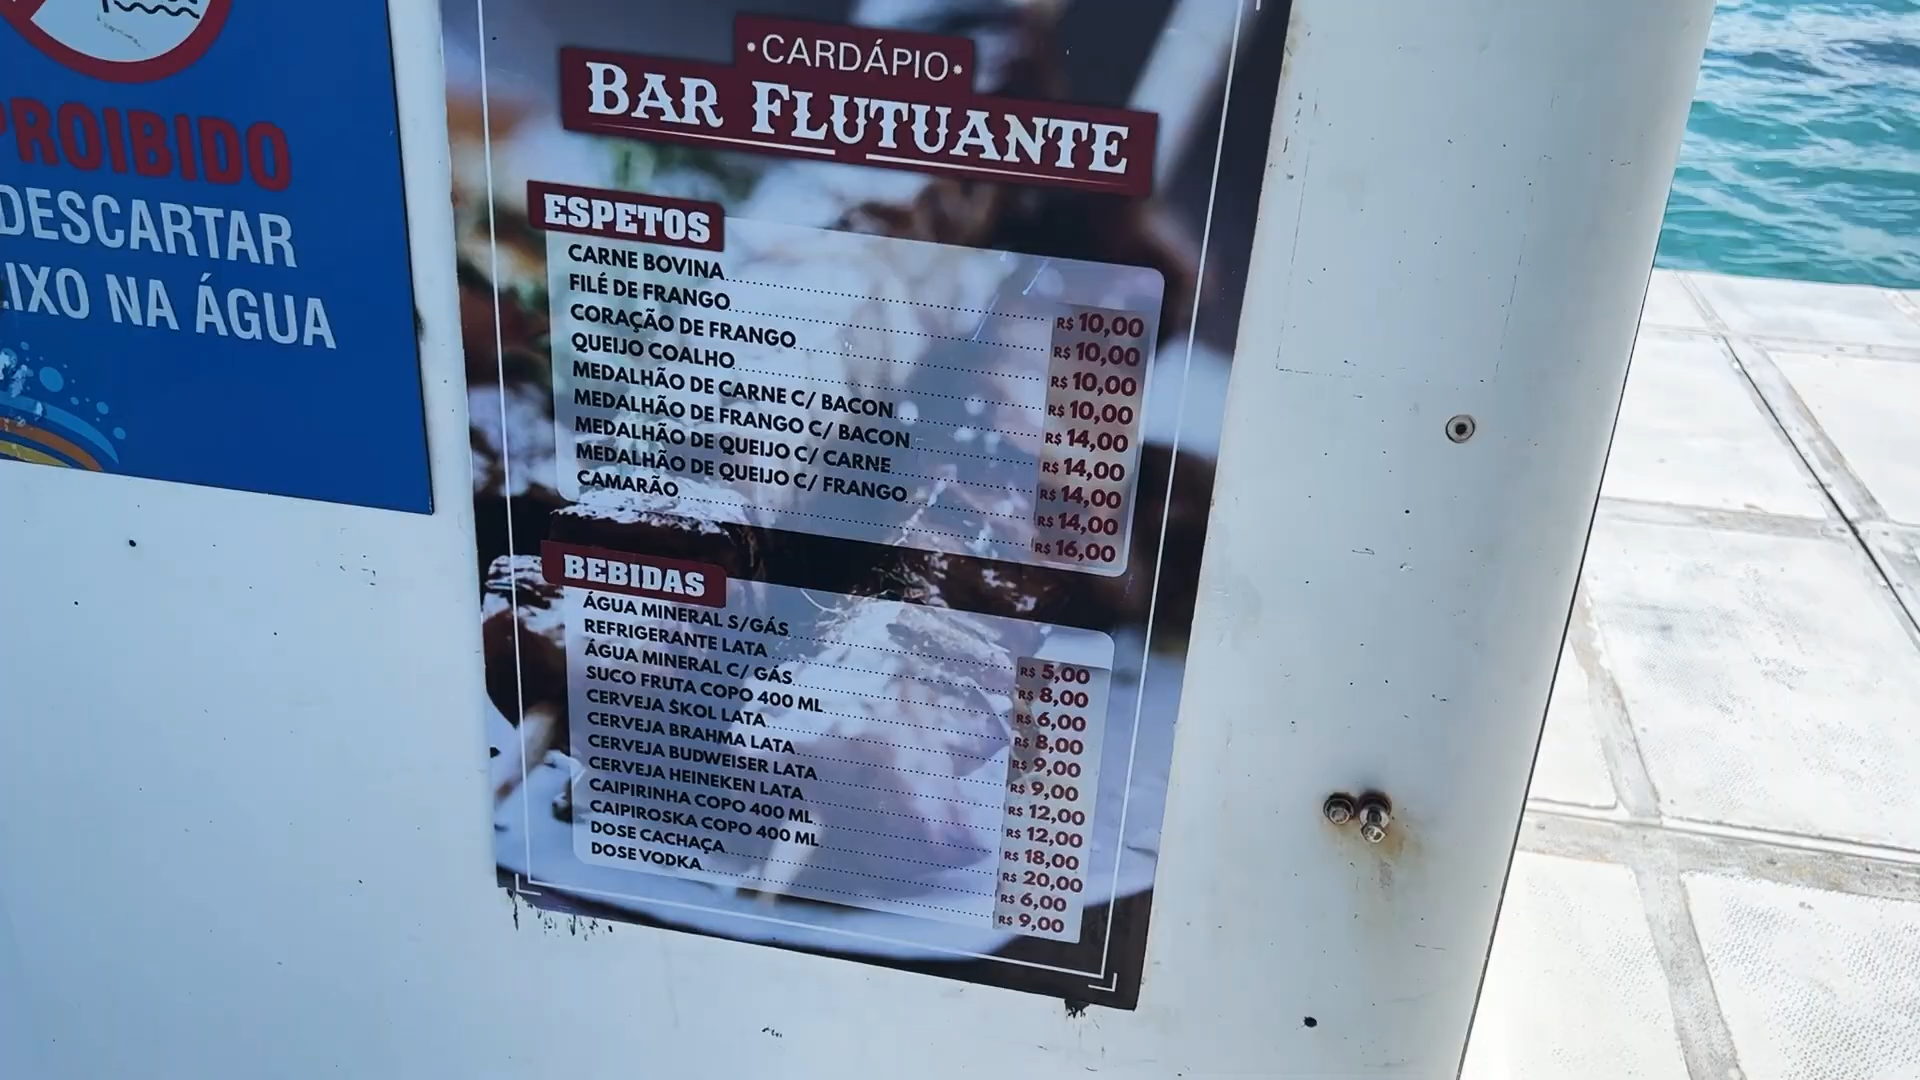 PROIBIDO
DESCARTAR
IXO NA ÁGUA
•CARDÁPIO•
BAR FLUTUANTE
ESPETOS
CARNE BOVINA R$ 10,00
FILÉ DE FRANGO R$ 10,00
CORAÇÃO DE FRANGO R$ 10,00
QUEIJO COALHO R$ 10,00
MEDALHÃO DE CARNE C/ BACON R$ 14,00
MEDALHÃO DE FRANGO C/ BACON R$ 14,00
MEDALHÃO DE QUEIJO C/ CARNE R$ 14,00
MEDALHÃO DE QUEIJO C/ FRANGO R$ 14,00
CAMARÃO R$ 16,00
BEBIDAS
ÁGUA MINERAL S/GÁS R$ 5,00
REFRIGERANTE LATA R$ 8,00
ÁGUA MINERAL C/ GÁS R$ 6,00
SUCO FRUTA COPO 400 ML R$ 8,00
CERVEJA SKOL LATA R$ 9,00
CERVEJA BRAHMA LATA R$ 9,00
CERVEJA BUDWEISER LATA R$ 12,00
CERVEJA HEINEKEN LATA R$ 12,00
CAIPIRINHA COPO 400 ML R$ 18,00
CAIPIROSKA COPO 400 ML R$ 20,00
DOSE CACHAÇA R$ 6,00
DOSE VODKA R$ 9,00